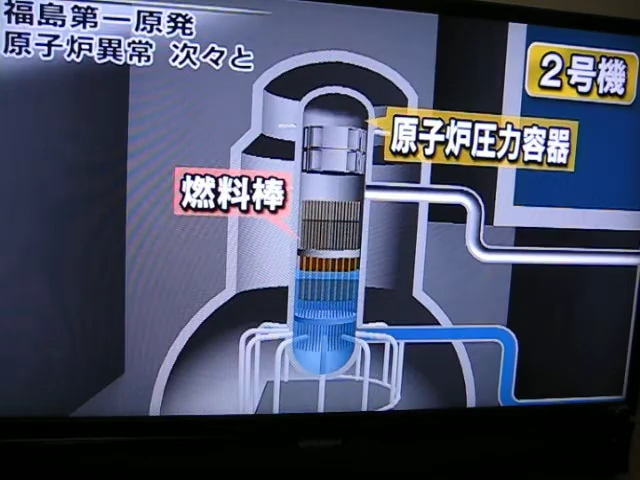 福島第一原発
原子炉異常 次々と
2号機
原子炉圧力容器
燃料棒